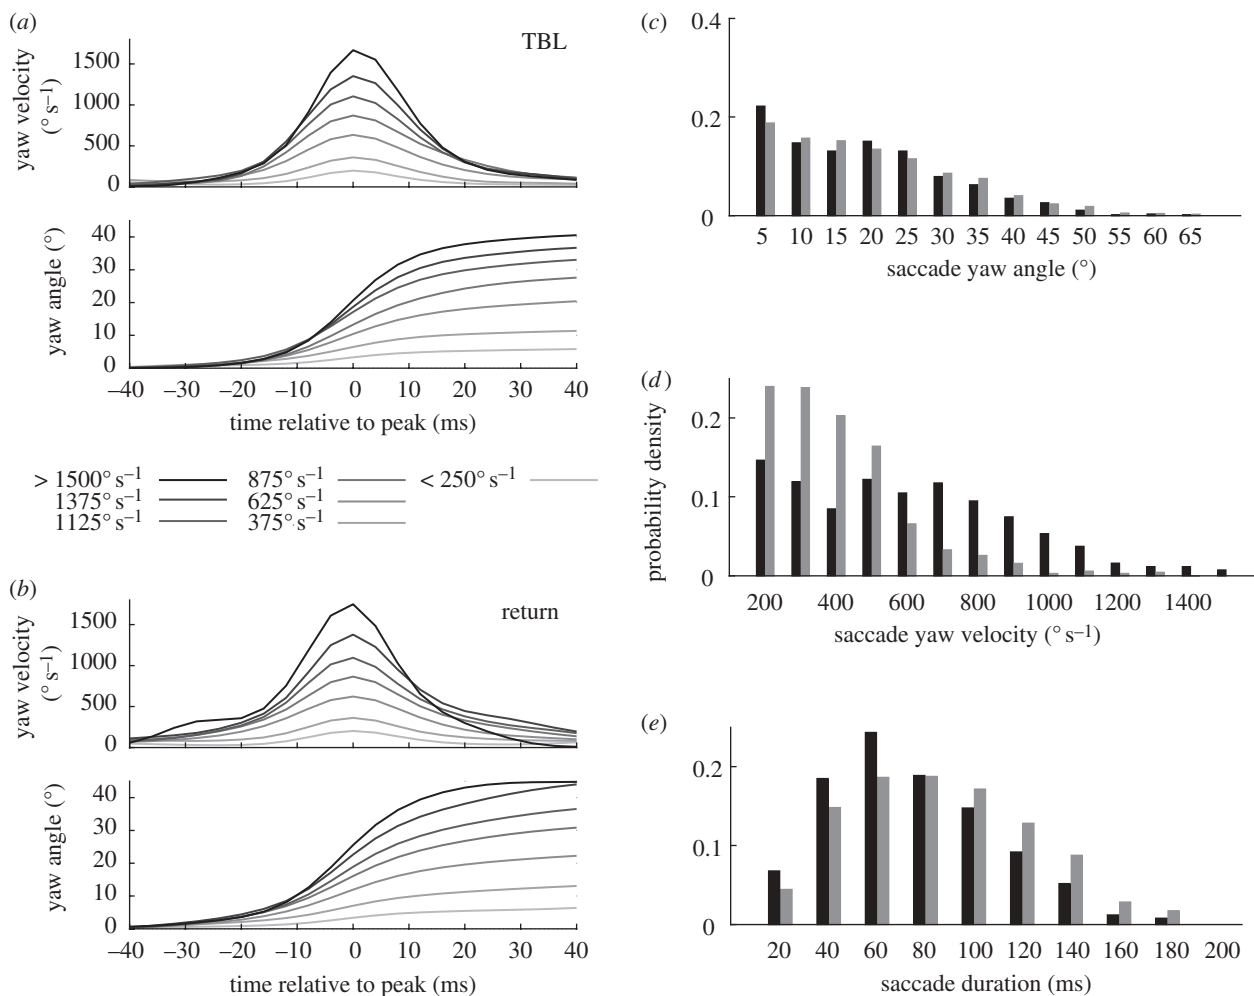 (a)
TBL
yaw velocity
(° s–1)
1500
1000
500
0
yaw angle (°)
40
30
20
10
0
–40 –30 –20 –10 0 10 20 30 40
time relative to peak (ms)
> 1500° s–1 875° s–1 < 250° s–1
1375° s–1 625° s–1
1125° s–1 375° s–1
(b)
return
yaw velocity
(° s–1)
1500
1000
500
0
yaw angle (°)
40
30
20
10
0
–40 –30 –20 –10 0 10 20 30 40
time relative to peak (ms)
(c)
0.4
0.2
0
5 10 15 20 25 30 35 40 45 50 55 60 65
saccade yaw angle (°)
(d)
probability density
0.2
0.1
0
200 400 600 800 1000 1200 1400
saccade yaw velocity (° s–1)
(e)
0.2
0.1
0
20 40 60 80 100 120 140 160 180 200
saccade duration (ms)